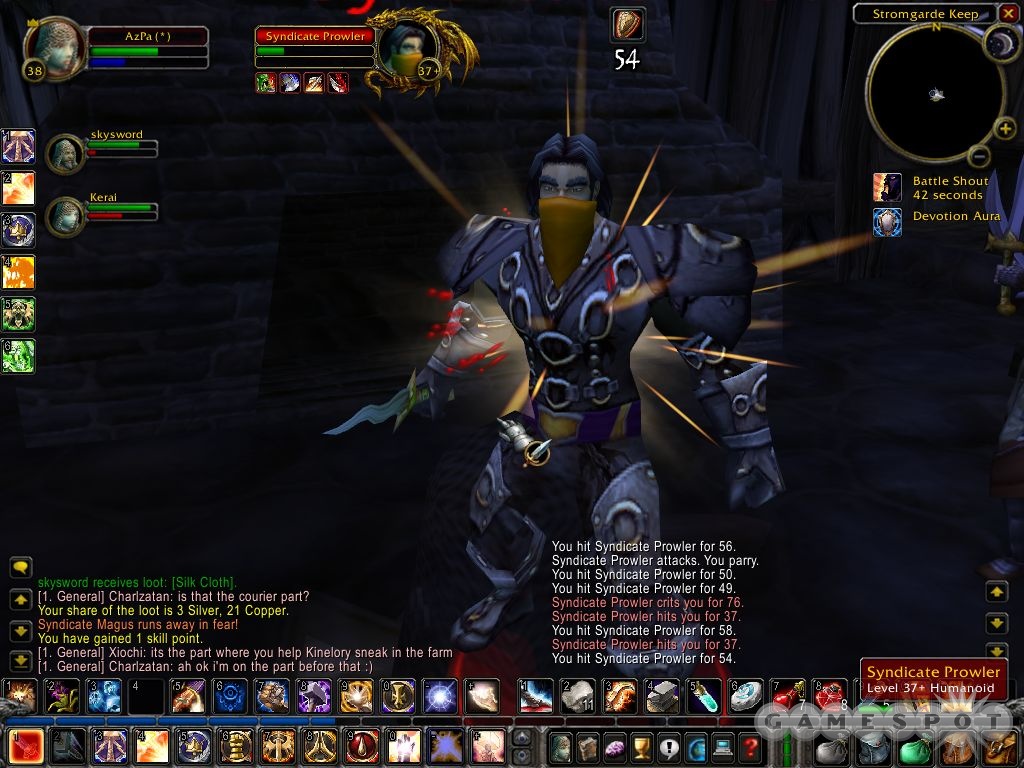 AzPa (*)
38
Syndicate Prowler
37+
54
Stromgarde Keep
N
skysword
Kerai
Battle Shout
42 seconds
Devotion Aura
You hit Syndicate Prowler for 56.
Syndicate Prowler attacks. You parry.
You hit Syndicate Prowler for 50.
You hit Syndicate Prowler for 49.
Syndicate Prowler crits you for 76.
Syndicate Prowler hits you for 37.
You hit Syndicate Prowler for 58.
Syndicate Prowler hits you for 37.
You hit Syndicate Prowler for 54.
skysword receives loot: [Silk Cloth].
[1. General] Charlzatan: is that the courier part?
Your share of the loot is 3 Silver, 21 Copper.
Syndicate Magus runs away in fear!
You have gained 1 skill point.
[1. General] Xiochi: its the part where you help Kinelory sneak in the farm
[1. General] Charlzatan: ah ok i'm on the part before that :)
Syndicate Prowler
Level 37+ Humanoid
GAMESPOT